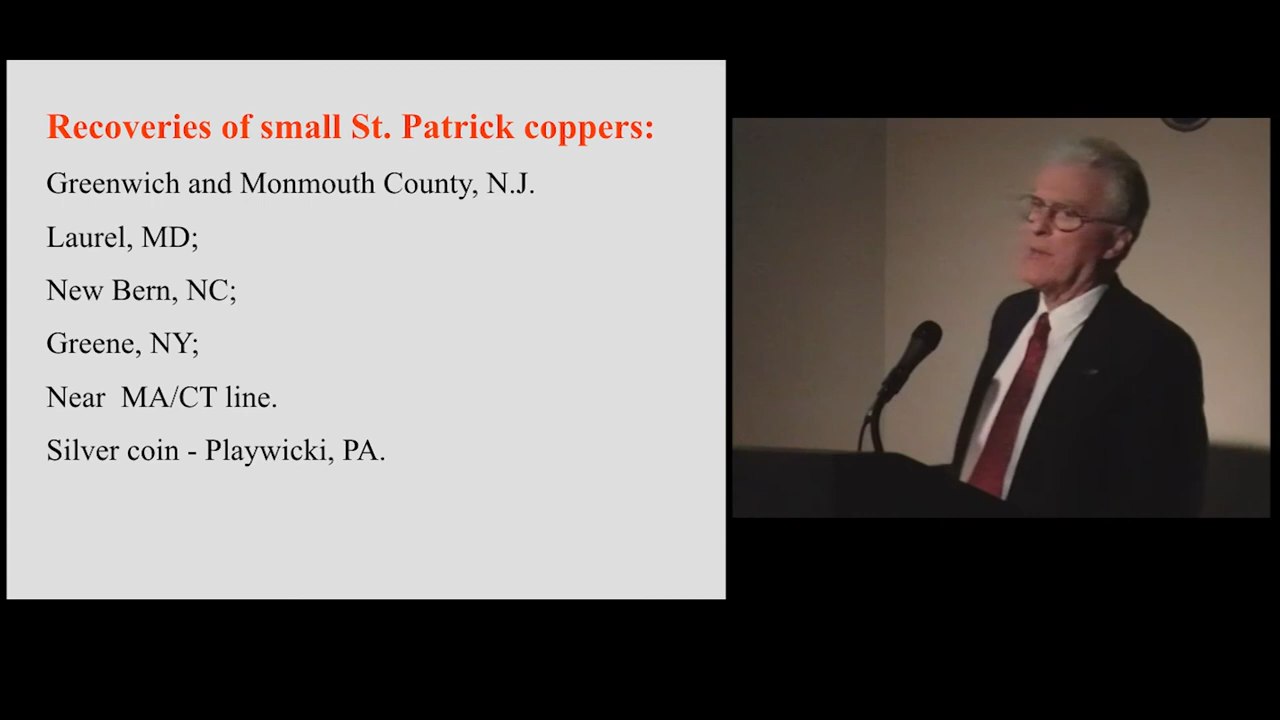 Recoveries of small St. Patrick coppers:
Greenwich and Monmouth County, N.J.
Laurel, MD;
New Bern, NC;
Greene, NY;
Near  MA/CT line.
Silver coin - Playwicki, PA.